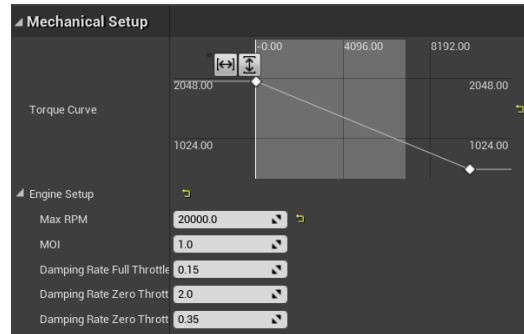 Mechanical Setup
-0.00 4096.00 8192.00
2048.00 2048.00
Torque Curve
1024.00 1024.00
Engine Setup
Max RPM 20000.0
MOI 1.0
Damping Rate Full Throttle 0.15
Damping Rate Zero Thrott 2.0
Damping Rate Zero Thrott 0.35